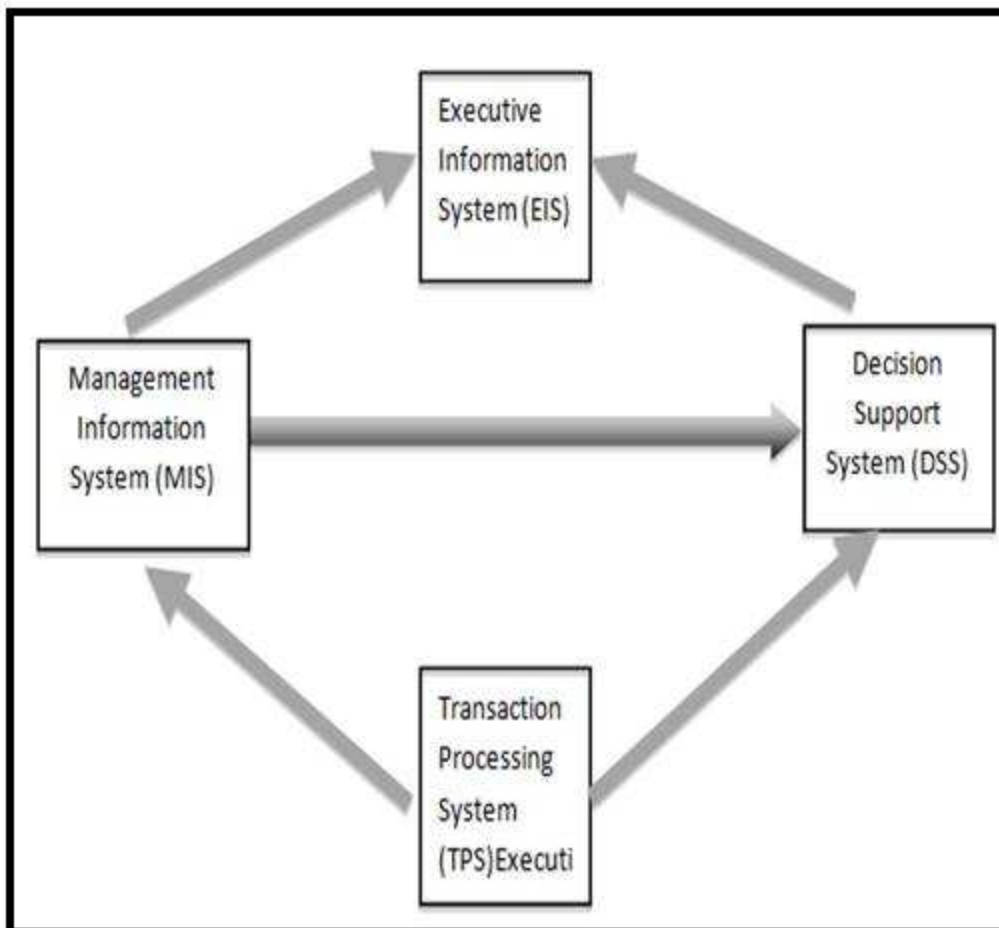 Executive
Information
System (EIS)
Management
Information
System (MIS)
Decision
Support
System (DSS)
Transaction
Processing
System
(TPS)Executi